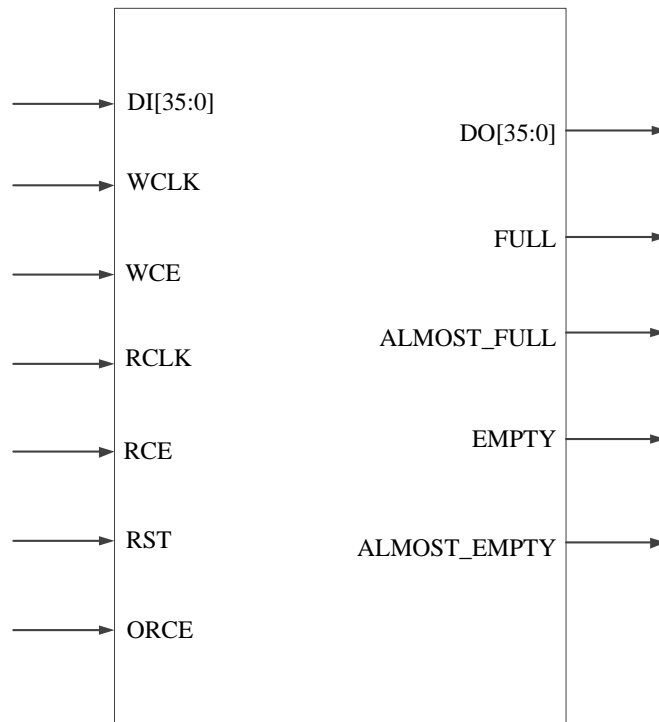 DI[35:0]
DO[35:0]
WCLK
FULL
WCE
ALMOST_FULL
RCLK
EMPTY
RCE
RST
ALMOST_EMPTY
ORCE